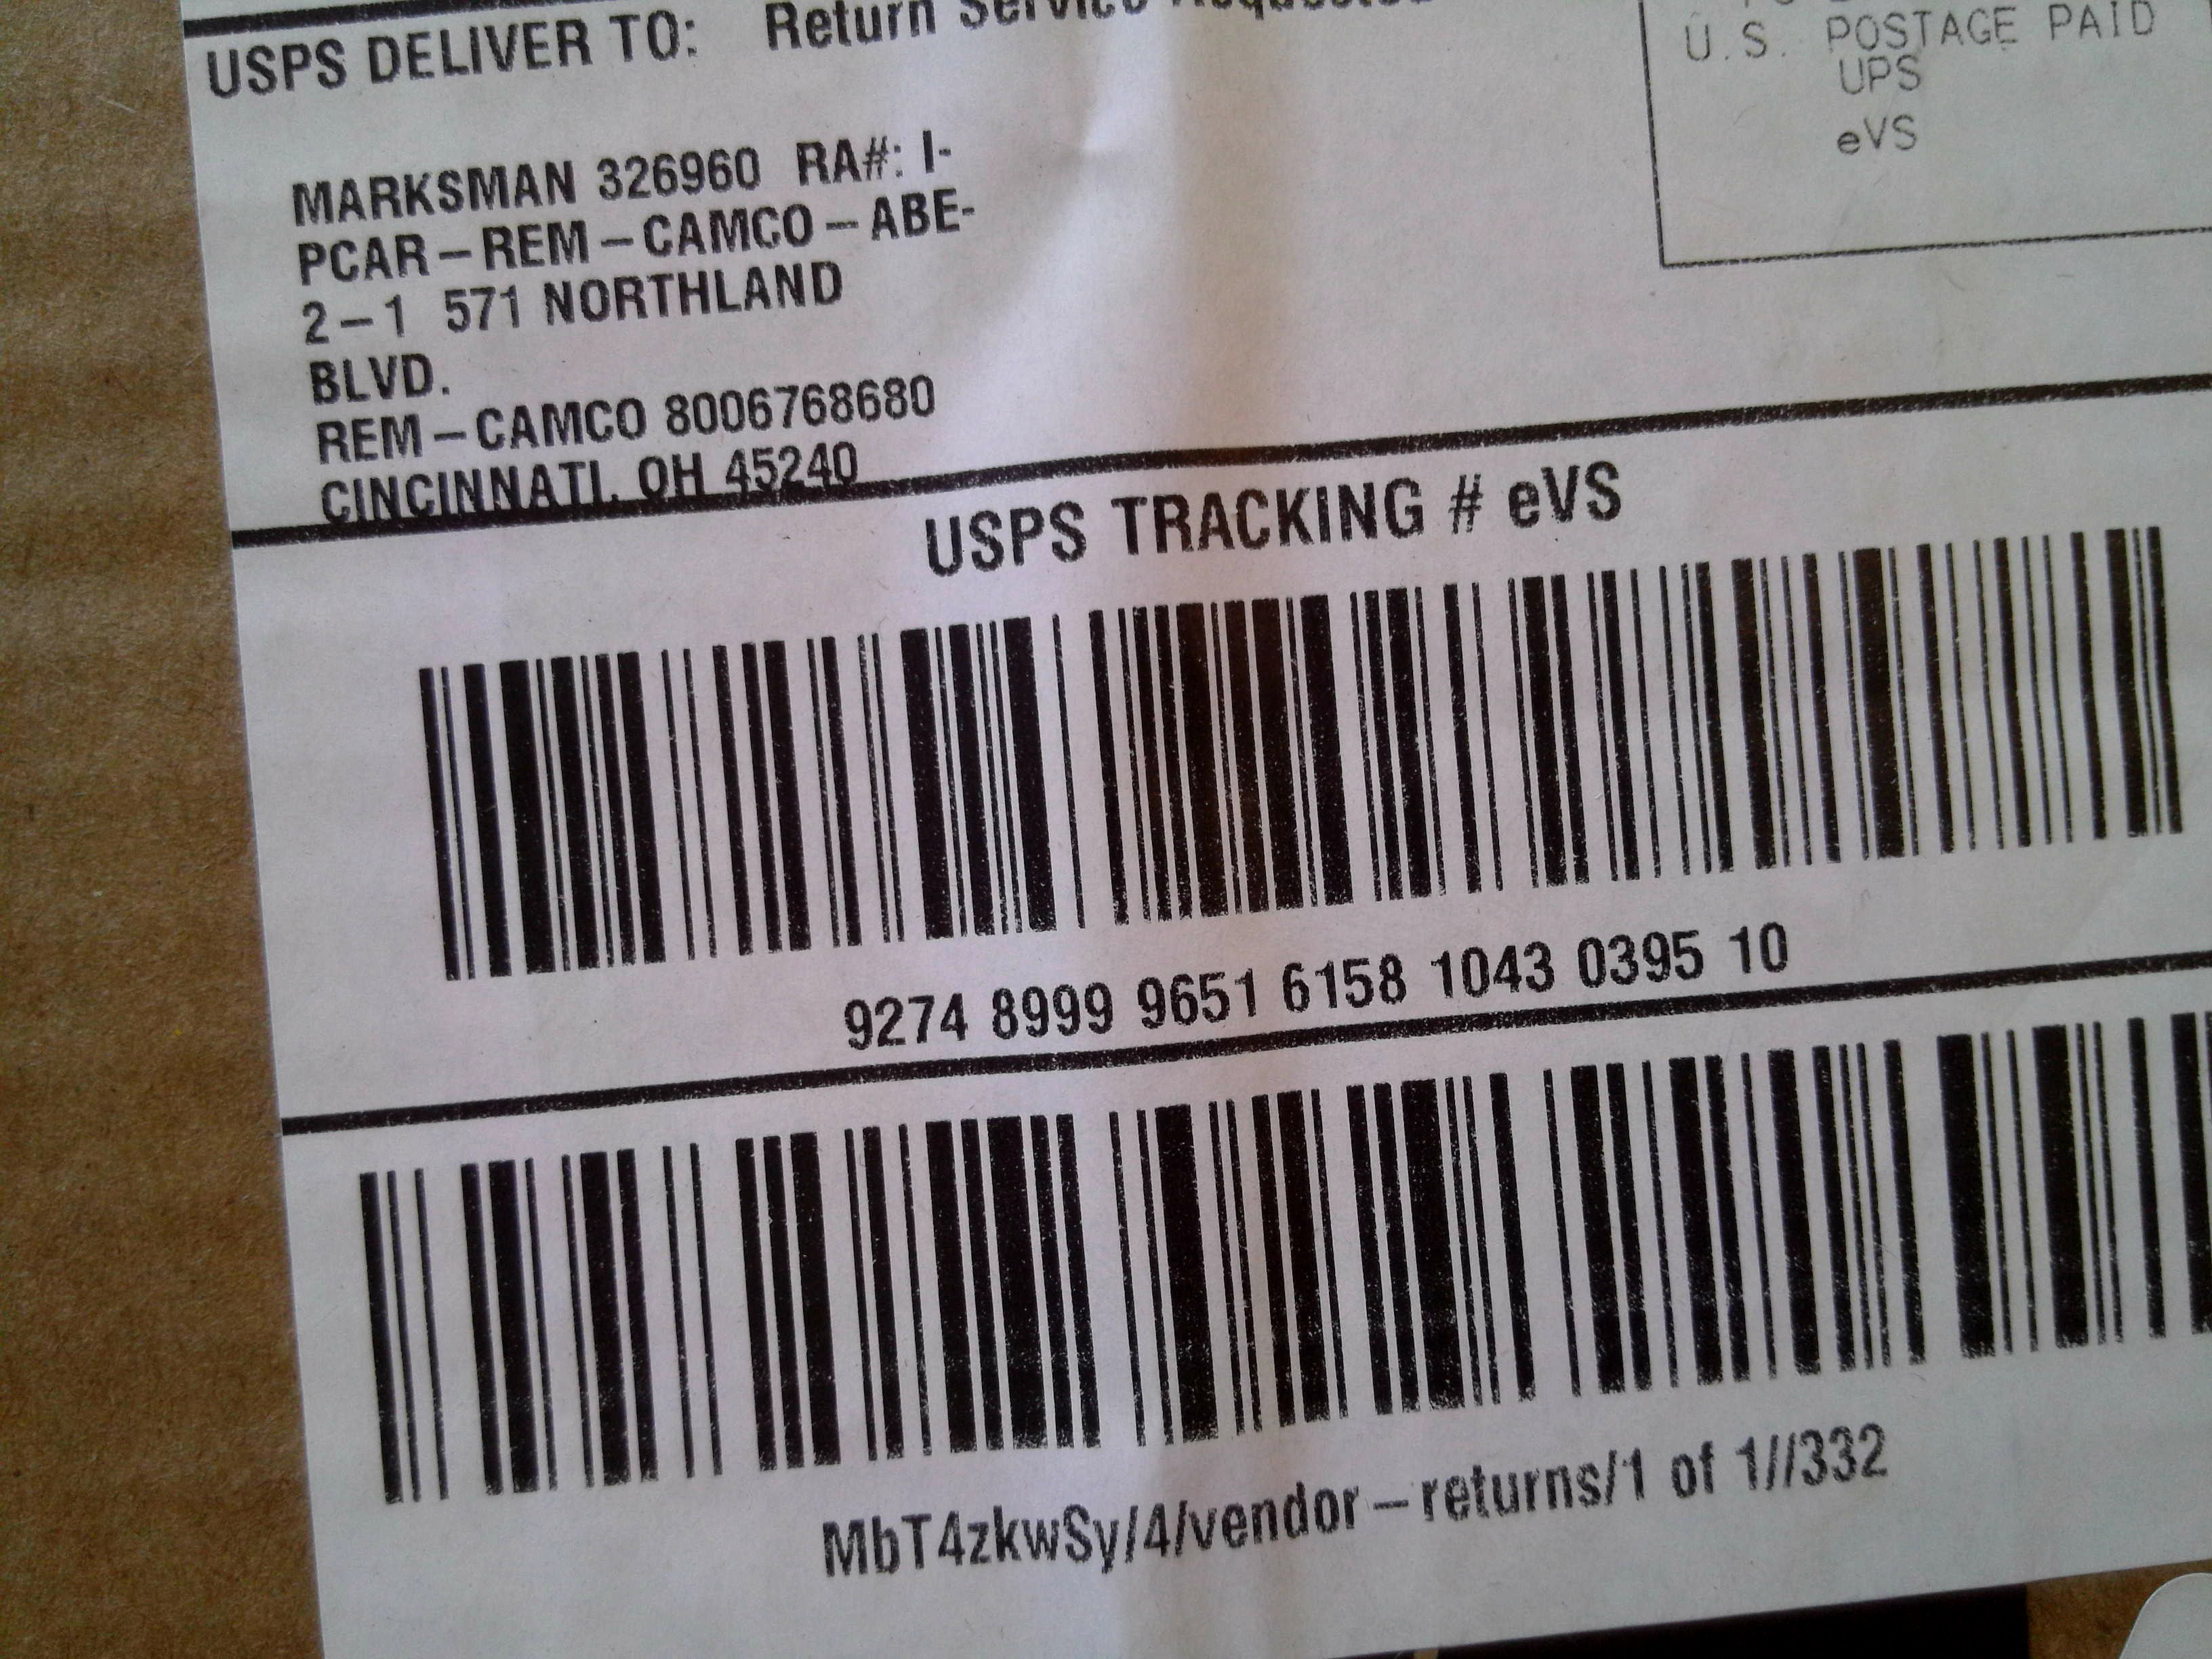 USPS DELIVER TO: Return Service Requested
U.S. POSTAGE PAID
UPS
eVS
MARKSMAN 326960 RA#: I-
PCAR-REM-CAMCO-ABE-
2-1 571 NORTHLAND
BLVD.
REM-CAMCO 8006768680
CINCINNATI, OH 45240
USPS TRACKING # eVS
9274 8999 9651 6158 1043 0395 10
MbT4zkwSy/4/vendor-returns/1 of 1//332